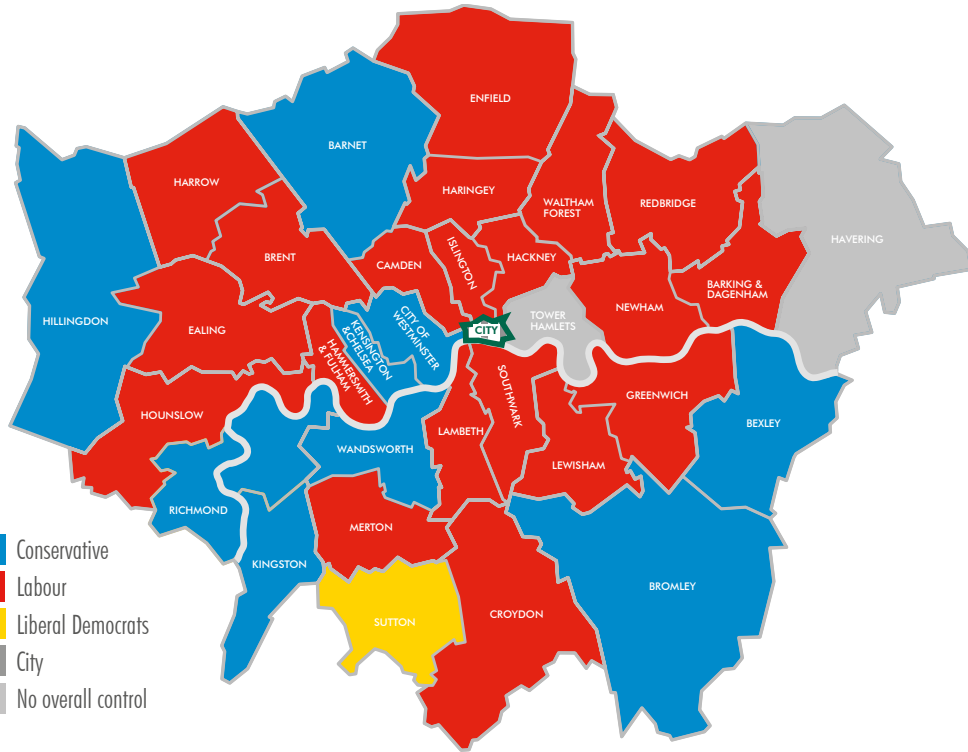 ENFIELD
BARNET
HARROW
HARINGEY
WALTHAM
FOREST
REDBRIDGE
HAVERING
BRENT
CAMDEN
ISLINGTON
HACKNEY
BARKING &
DAGENHAM
NEWHAM
TOWER
HAMLETS
HILLINGDON
EALING
CITY OF
WESTMINSTER
KENSINGTON
& CHELSEA
HAMMERSMITH
& FULHAM
CITY
HOUNSLOW
WANDSWORTH
LAMBETH
SOUTHWARK
GREENWICH
BEXLEY
LEWISHAM
RICHMOND
MERTON
KINGSTON
BROMLEY
SUTTON
CROYDON
Conservative
Labour
Liberal Democrats
City
No overall control